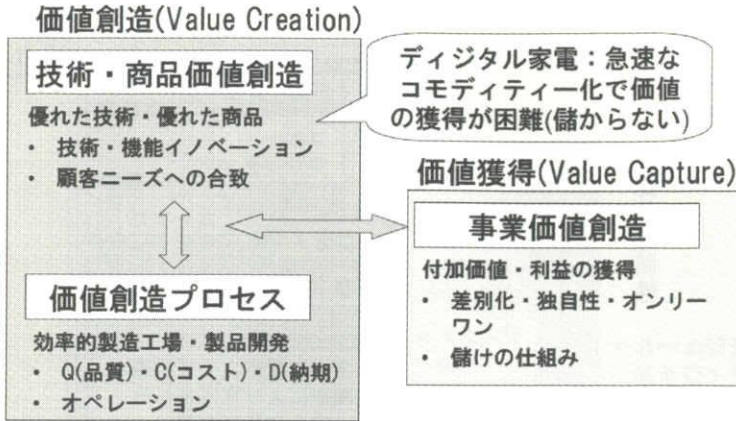 価値創造(Value Creation)
技術・商品価値創造
優れた技術・優れた商品
・ 技術・機能イノベーション
・ 顧客ニーズへの合致
価値創造プロセス
効率的製造工場・製品開発
・ Q(品質)・C(コスト)・D(納期)
・ オペレーション
ディジタル家電：急速な
コモディティー化で価値
の獲得が困難(儲からない)
価値獲得(Value Capture)
事業価値創造
付加価値・利益の獲得
・ 差別化・独自性・オンリー
ワン
・ 儲けの仕組み